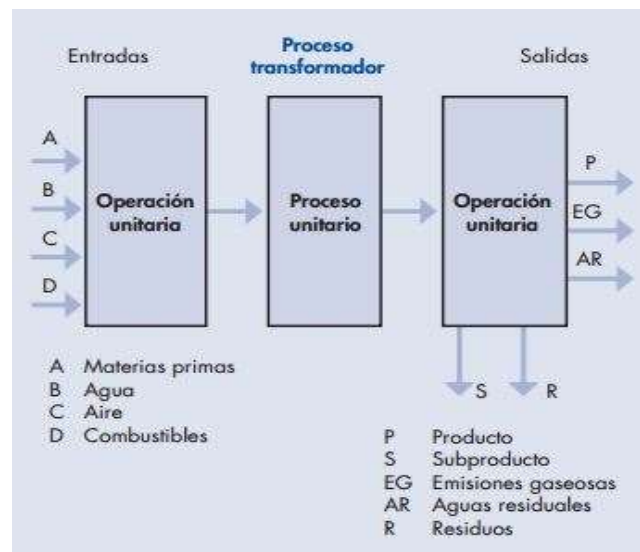 Entradas
Proceso
transformador
Salidas
A
B
C
D
Operación
unitaria
Proceso
unitario
Operación
unitaria
P
EG
AR
S
R
A Materias primas
B Agua
C Aire
D Combustibles
P Producto
S Subproducto
EG Emisiones gaseosas
AR Aguas residuales
R Residuos